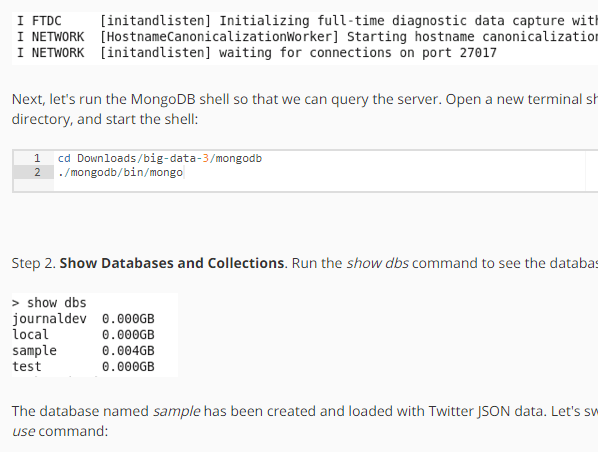 I FTDC [initandlisten] Initializing full-time diagnostic data capture with
I NETWORK [HostnameCanonicalizationWorker] Starting hostname canonicalization
I NETWORK [initandlisten] waiting for connections on port 27017
Next, let's run the MongoDB shell so that we can query the server. Open a new terminal
directory, and start the shell:
1 cd Downloads/big-data-3/mongodb
2 ./mongodb/bin/mongo
Step 2. Show Databases and Collections. Run the show dbs command to see the
> show dbs
journaldev 0.000GB
local 0.000GB
sample 0.004GB
test 0.000GB
The database named sample has been created and loaded with Twitter JSON data. Let's
use command: